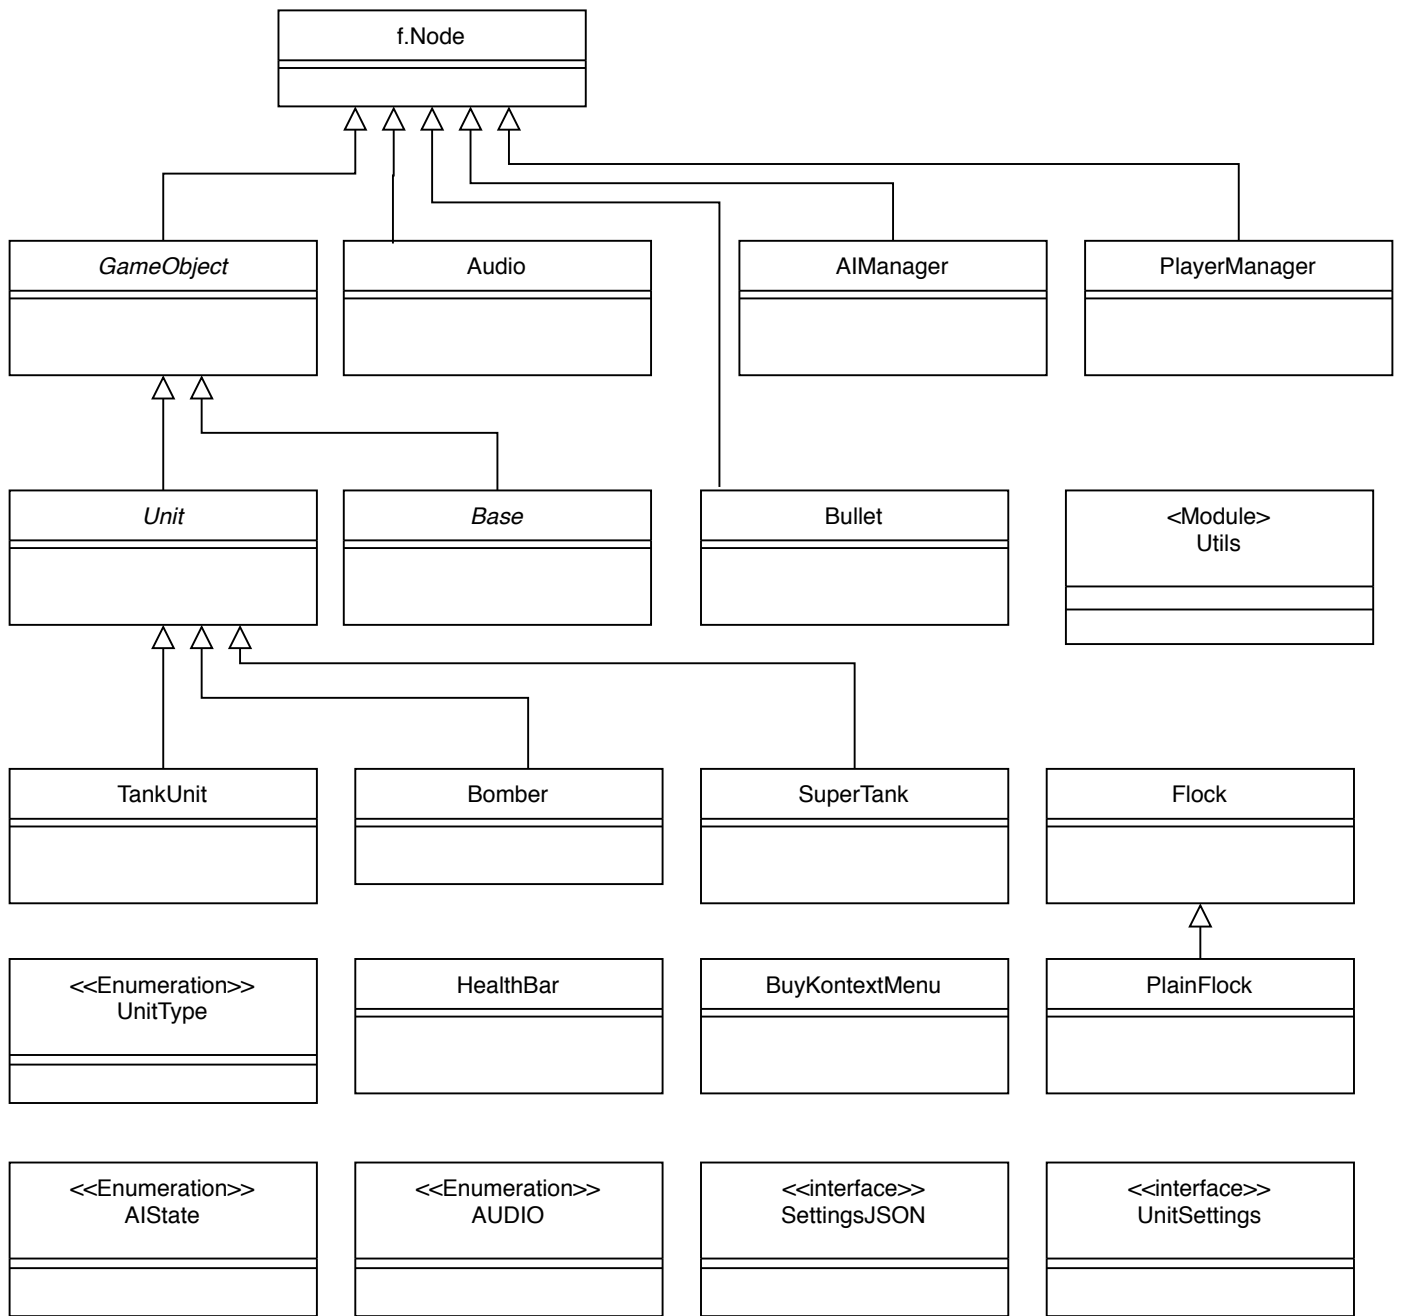 f.Node
GameObject
Audio
AIManager
PlayerManager
Unit
Base
Bullet
<Module>
Utils
TankUnit
Bomber
SuperTank
Flock
<<Enumeration>>
UnitType
HealthBar
BuyKontextMenu
PlainFlock
<<Enumeration>>
AIState
<<Enumeration>>
AUDIO
<<interface>>
SettingsJSON
<<interface>>
UnitSettings